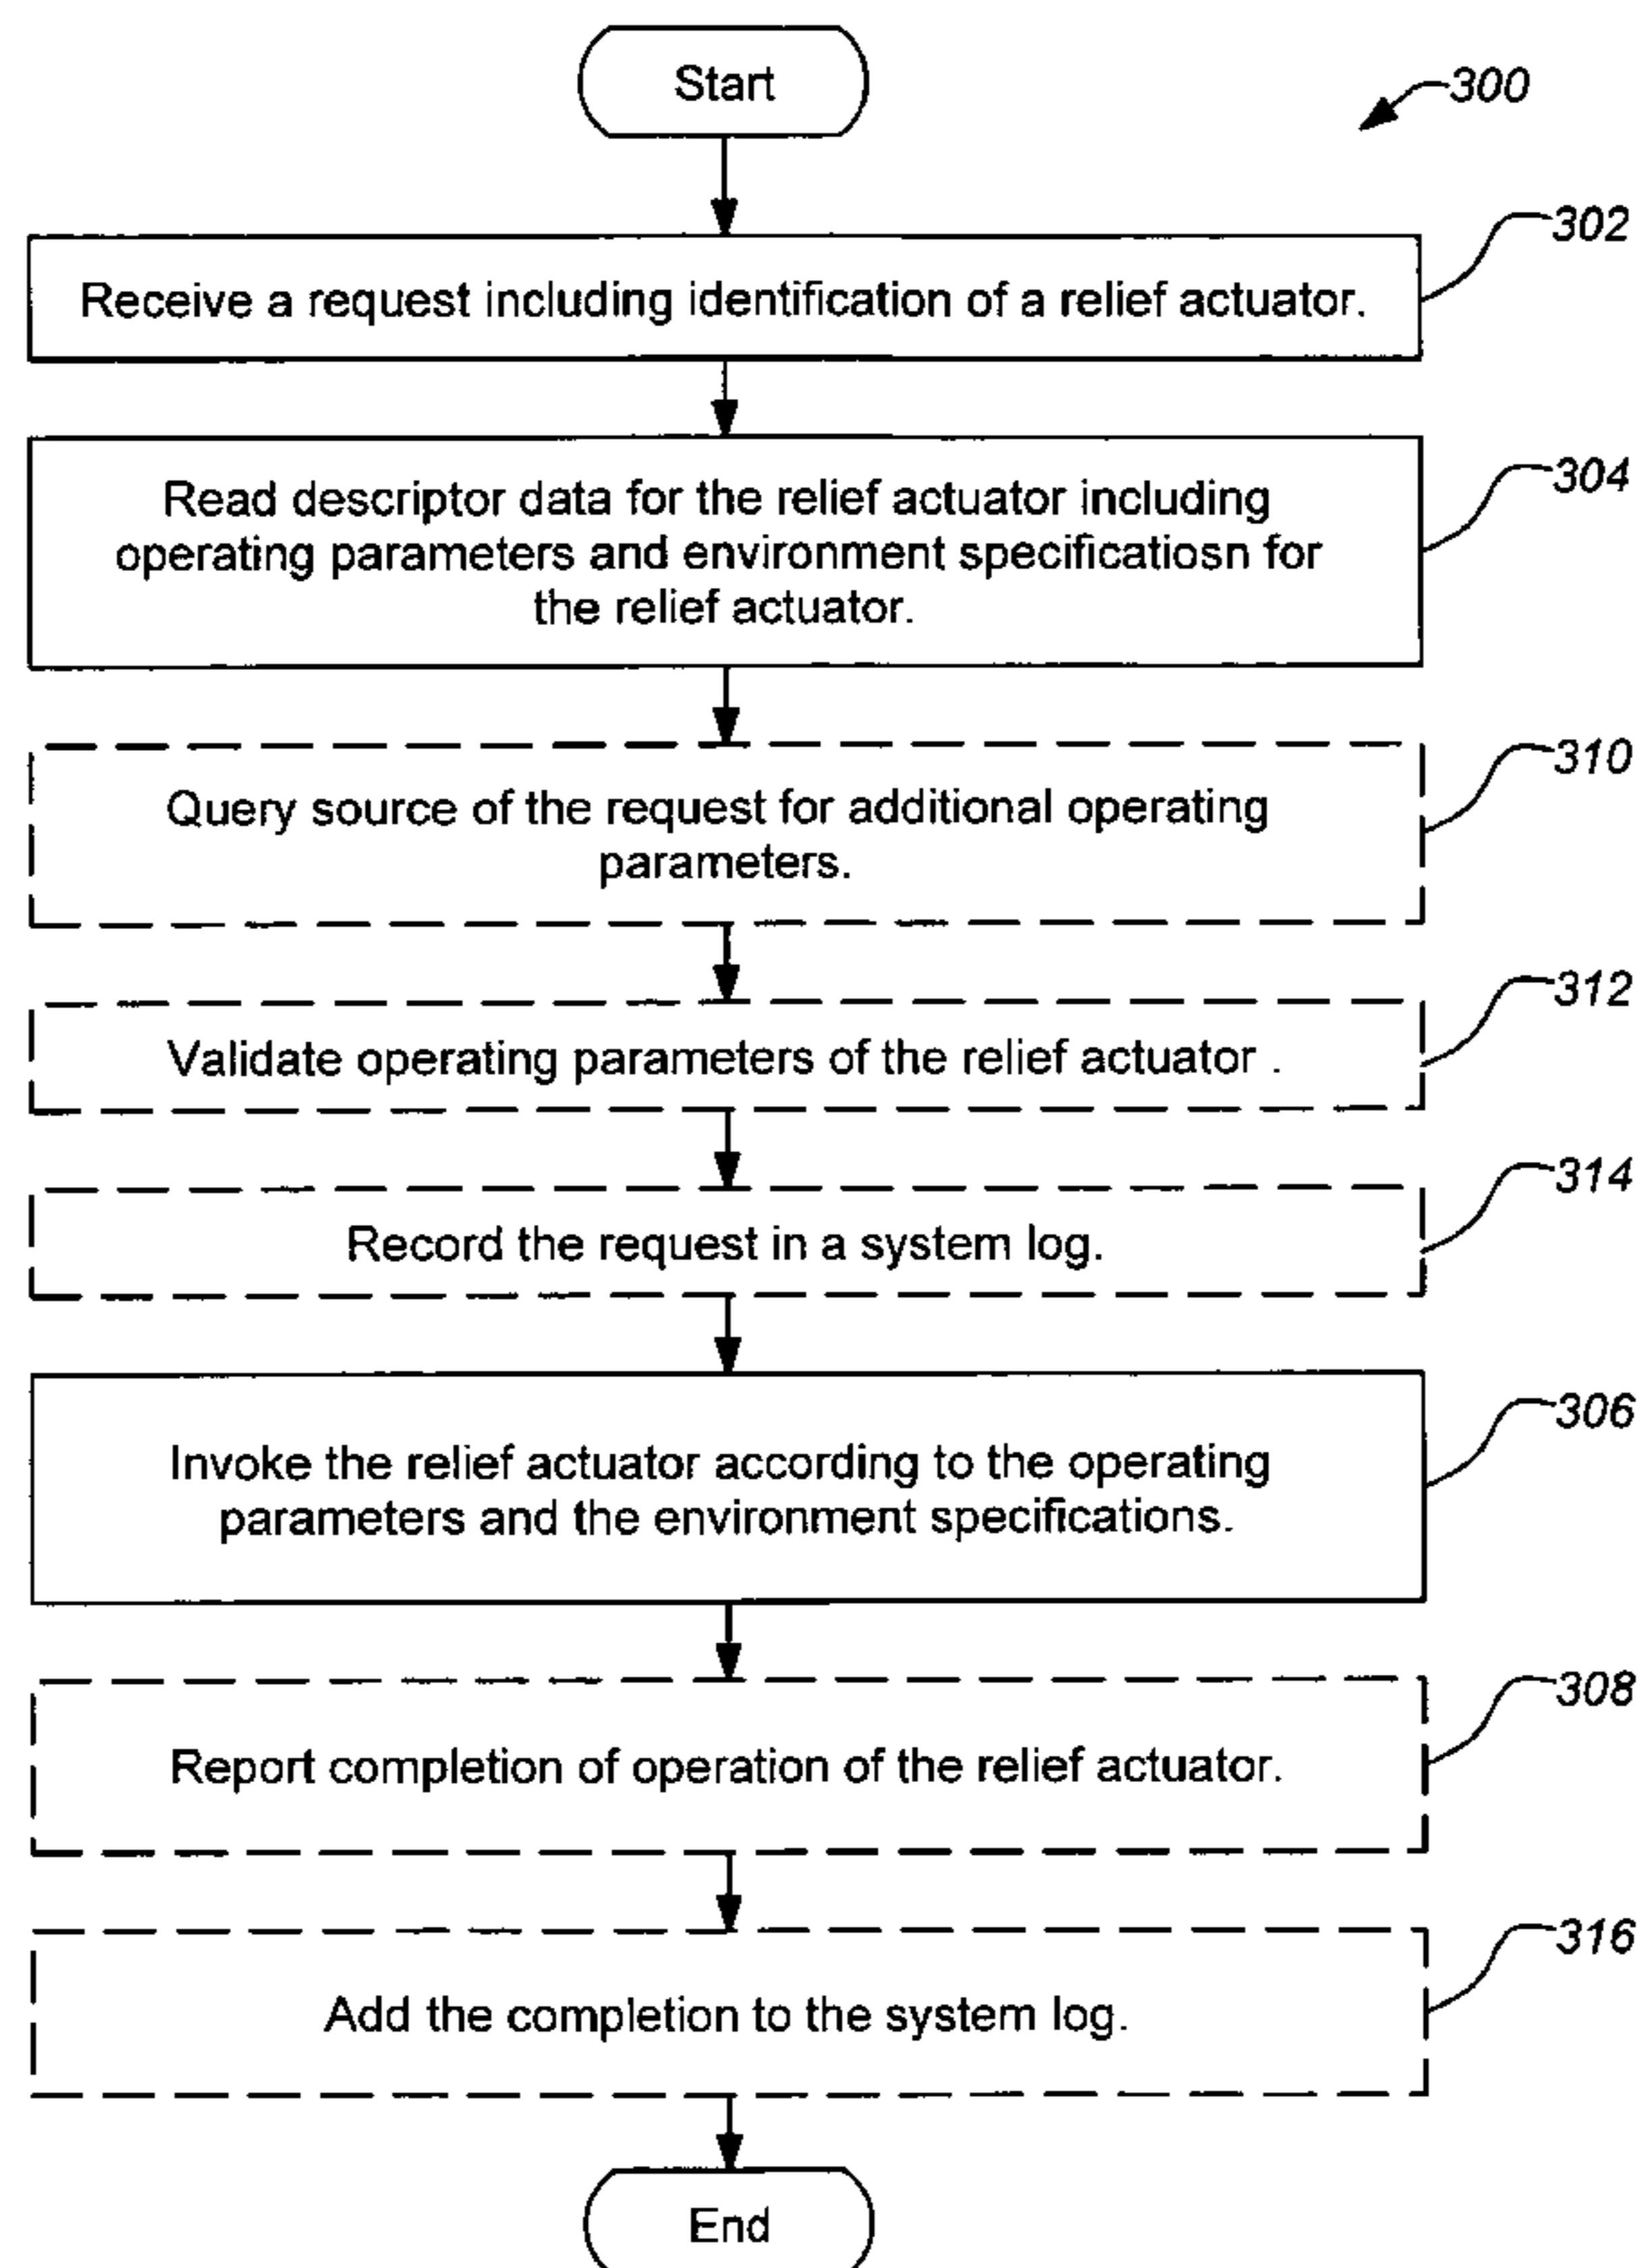 Start
300
302
Receive a request including identification of a relief actuator.
304
Read descriptor data for the relief actuator including
operating parameters and environment specificatiosn for
the relief actuator.
310
Query source of the request for additional operating
parameters.
312
Validate operating parameters of the relief actuator .
314
Record the request in a system log.
306
Invoke the relief actuator according to the operating
parameters and the environment specifications.
308
Report completion of operation of the relief actuator.
316
Add the completion to the system log.
End